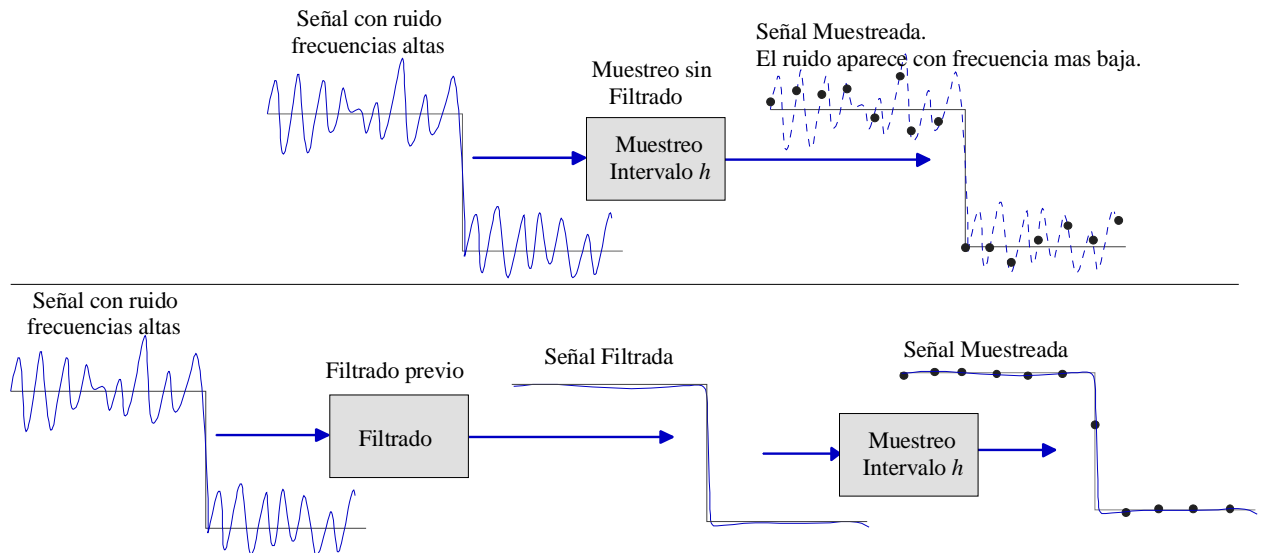 Señal con ruido
frecuencias altas
Muestreo sin
Filtrado
Muestreo
Intervalo h
Señal Muestreada.
El ruido aparece con frecuencia mas baja.
Señal con ruido
frecuencias altas
Filtrado previo
Filtrado
Señal Filtrada
Muestreo
Intervalo h
Señal Muestreada